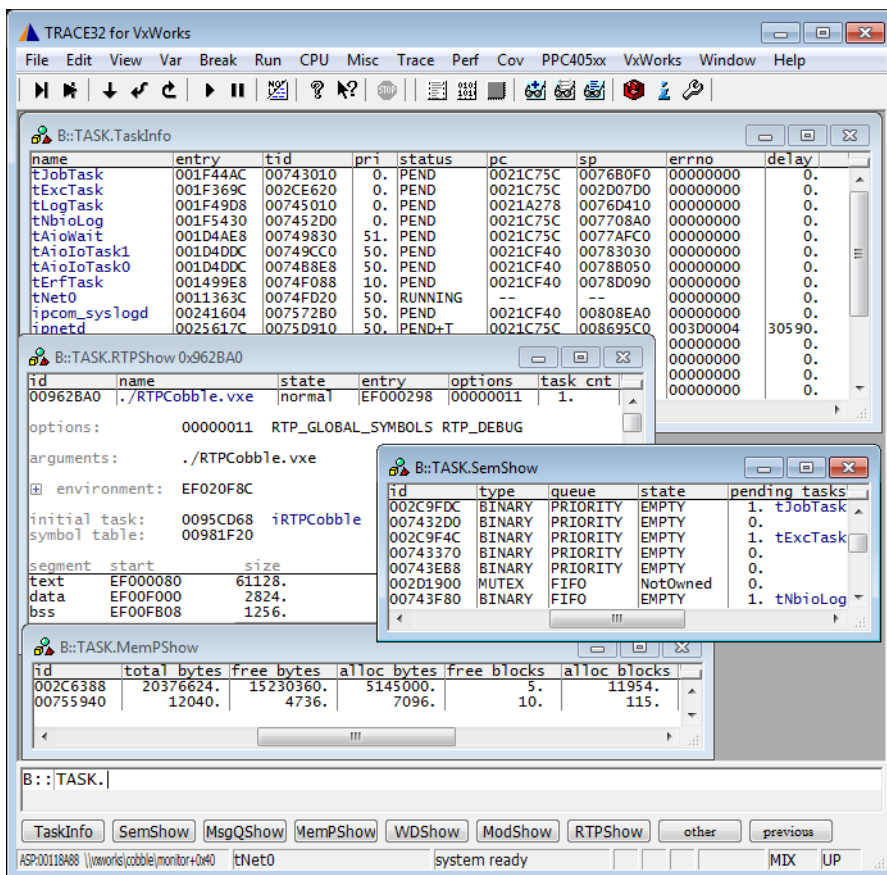 TRACE32 for VxWorks
File Edit View Var Break Run CPU Misc Trace Perf Cov PPC405xx VxWorks Window Help
B::TASK.TaskInfo
name entry tid pri status pc sp errno delay
tJobTask 001F44AC 00743010 0. PEND 0021C75C 0076B0F0 00000000 0.
tExcTask 001F369C 002CE620 0. PEND 0021C75C 002D07D0 00000000 0.
tLogTask 001F49D8 00745010 0. PEND 0021A278 0076D410 00000000 0.
tNbioLog 001F5430 007452D0 0. PEND 0021C75C 007708A0 00000000 0.
tAioWait 001D4AE8 00749830 51. PEND 0021C75C 0077AFC0 00000000 0.
tAioIoTask1 001D4DDC 00749CC0 50. PEND 0021CF40 00783030 00000000 0.
tAioIoTask0 001D4DDC 0074B8E8 50. PEND 0021CF40 0078B050 00000000 0.
tErfTask 001499E8 0074F088 10. PEND 0021CF40 0078D090 00000000 0.
tNet0 0011363C 0074FD20 50. RUNNING -- -- 00000000 0.
ipcom_syslogd 00241604 007572B0 50. PEND 0021CF40 00808EA0 00000000 0.
ipnetd 0025617C 0075D910 50. PEND+T 0021C75C 008695C0 003D0004 30590.
00000000 0.
00000000 0.
00000000 0.
00000000 0.
B::TASK.RTPShow 0x962BA0
id name state entry options task cnt
00962BA0 ./RTPCobble.vxe normal EF000298 00000011 1.
options: 00000011 RTP_GLOBAL_SYMBOLS RTP_DEBUG
arguments: ./RTPCobble.vxe
environment: EF020F8C
initial task: 0095CD68 iRTPCobble
symbol table: 00981F20
segment start size
text EF000080 61128.
data EF00F000 2824.
bss EF00FB08 1256.
B::TASK.SemShow
id type queue state pending tasks
002C9FDC BINARY PRIORITY EMPTY 1. tJobTask
007432D0 BINARY PRIORITY EMPTY 0.
002C9F4C BINARY PRIORITY EMPTY 1. tExcTask
00743370 BINARY PRIORITY EMPTY 0.
00743EB8 BINARY PRIORITY EMPTY 0.
002D1900 MUTEX FIFO NotOwned 0.
00743F80 BINARY FIFO EMPTY 1. tNbioLog
B::TASK.MemPShow
id total bytes free bytes alloc bytes free blocks alloc blocks
002C6388 20376624. 15230360. 5145000. 5. 11954.
00755940 12040. 4736. 7096. 10. 115.
B::TASK.
TaskInfo SemShow MsgQShow MemPShow WDShow ModShow RTPShow other previous
ASP:00118A88 \\vxworks\cobble\monitor+0x40 tNet0 system ready MIX UP